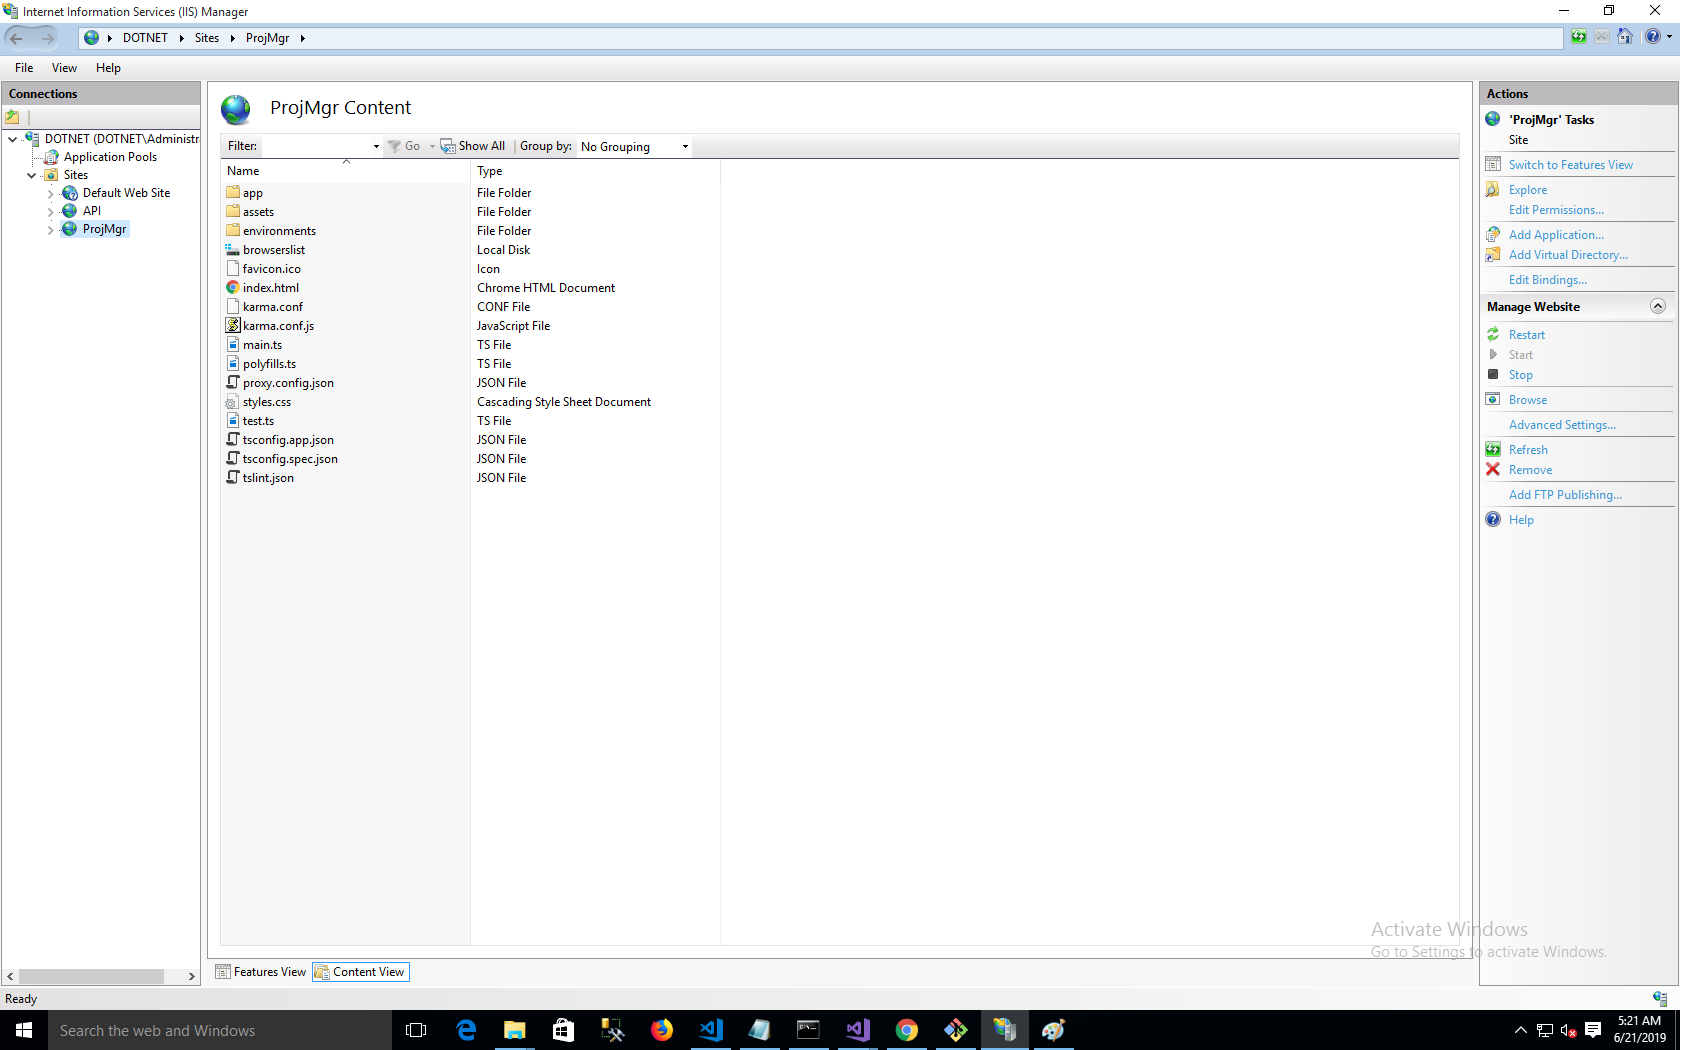 Internet Information Services (IIS) Manager
DOTNET Sites ProjMgr
File View Help
Connections
DOTNET (DOTNET\Administr
Application Pools
Sites
Default Web Site
API
ProjMgr
ProjMgr Content
Filter: Go Show All Group by: No Grouping
Name Type
app File Folder
assets File Folder
environments File Folder
browserslist Local Disk
favicon.ico Icon
index.html Chrome HTML Document
karma.conf CONF File
karma.conf.js JavaScript File
main.ts TS File
polyfills.ts TS File
proxy.config.json JSON File
styles.css Cascading Style Sheet Document
test.ts TS File
tsconfig.app.json JSON File
tsconfig.spec.json JSON File
tslint.json JSON File
Features View Content View
Actions
'ProjMgr' Tasks
Site
Switch to Features View
Explore
Edit Permissions...
Add Application...
Add Virtual Directory...
Edit Bindings...
Manage Website
Restart
Start
Stop
Browse
Advanced Settings...
Refresh
Remove
Add FTP Publishing...
Help
Activate Windows
Go to Settings to activate Windows.
Ready
Search the web and Windows
5:21 AM
6/21/2019